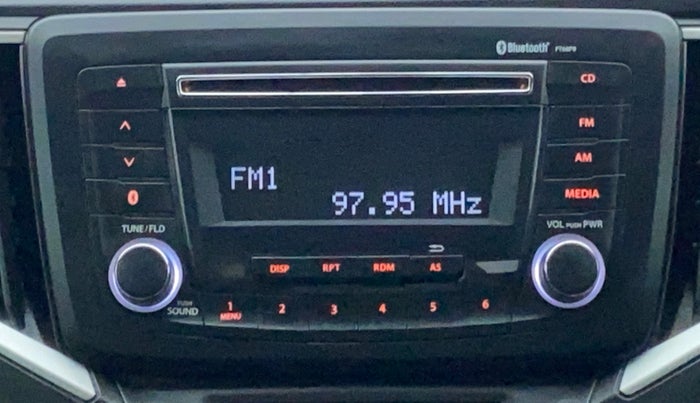 Bluetooth
CD
FM
AM
MEDIA
FM1
97.95 MHz
TUNE/FLD
VOL PUSH PWR
DISP RPT RDM AS
PUSH
SOUND
1 2 3 4 5 6
MENU